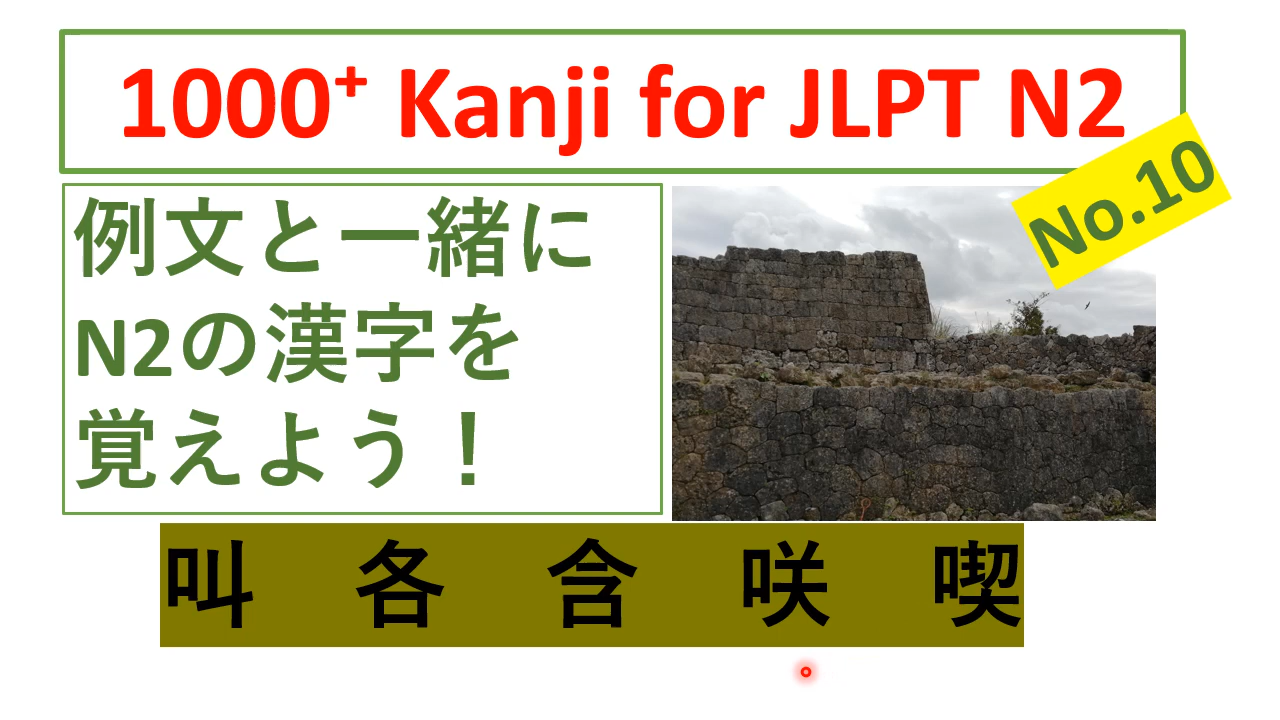 1000⁺ Kanji for JLPT N2
No.10
例文と一緒に
N2の漢字を
覚えよう！
叫　各　含　咲　喫